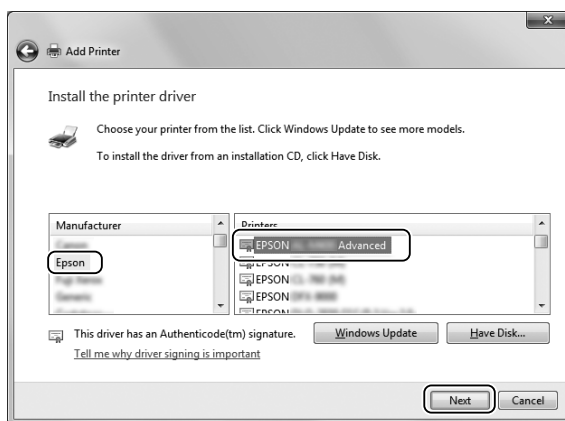 Add Printer
Install the printer driver
Choose your printer from the list. Click Windows Update to see more models.
To install the driver from an installation CD, click Have Disk.
Manufacturer
Epson
Printers
EPSON Advanced
EPSON
EPSON
EPSON
EPSON
This driver has an Authenticode(tm) signature.
Tell me why driver signing is important
Windows Update
Have Disk...
Next
Cancel